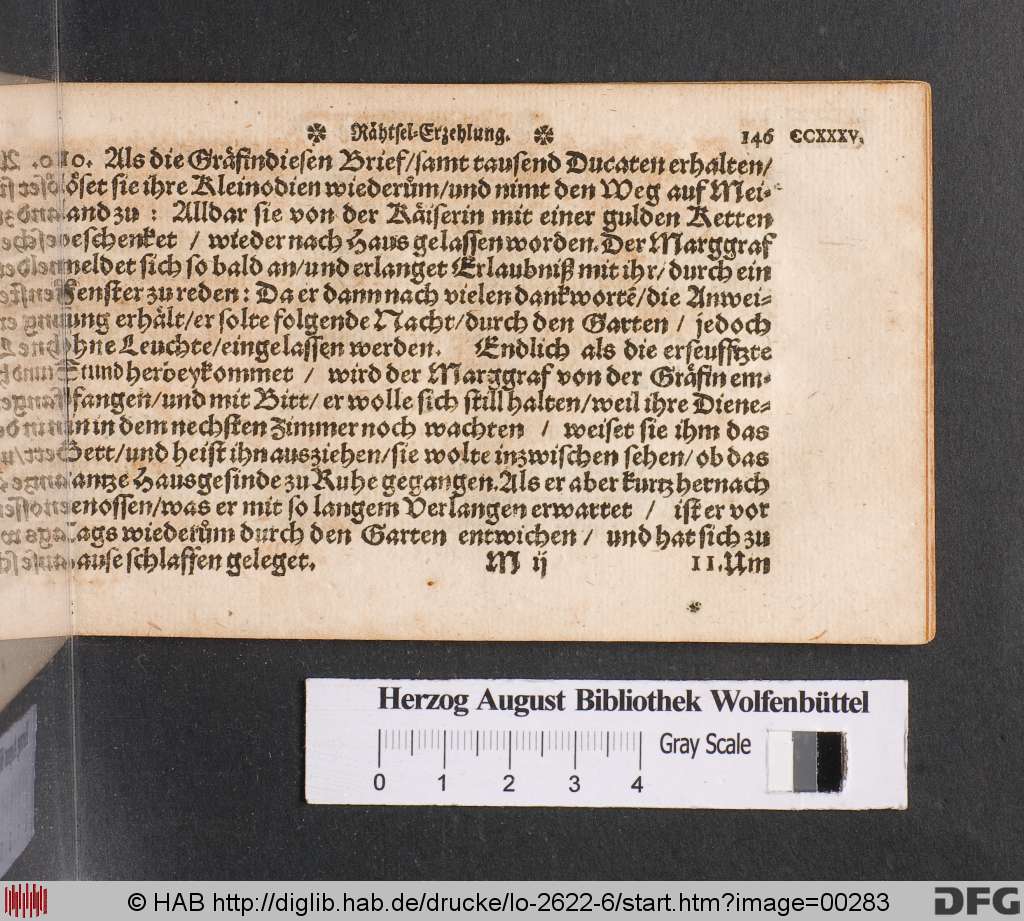 Rähtsel-Erzehlung. 146 CCXXXV.
10. Als die Gräfin diesen Brief/samt tausend Ducaten erhalten/
löset sie ihre Kleinodien wiederům/und nimt den Weg auf Mei-
land zu : Alldar sie von der Käiserin mit einer gulden Ketten
beschenket / wieder nach Haus gelassen worden. Der Marggraf
meldet sich so bald an/und erlanget Erlaubniß mit ihr/durch ein
Fenster zu reden: Da er dann nach vielen dankwortẽ/die Anwei-
sung erhält/er solte folgende Nacht/durch den Garten / jedoch
ohne Leuchte/eingelassen werden. Endlich als die erseufftzte
Stund herbeykommet / wird der Marggraf von der Gräfin em-
pfangen/und mit Bitt/er wolle sich still halten/weil ihre Diene-
rin in dem nechsten Zimmer noch wachten / weiset sie ihm das
Bett/und heist ihn ausziehen/sie wolte inzwischen sehen/ob das
gantze Hausgesinde zu Ruhe gegangen. Als er aber kurtz hernach
genossen/was er mit so langem Verlangen erwartet / ist er vor
Tags wiederům durch den Garten entwichen / und hat sich zu
Hause schlaffen geleget. M ij 11. Um
Herzog August Bibliothek Wolfenbüttel
Gray Scale
0 1 2 3 4
© HAB http://diglib.hab.de/drucke/lo-2622-6/start.htm?image=00283
DFG